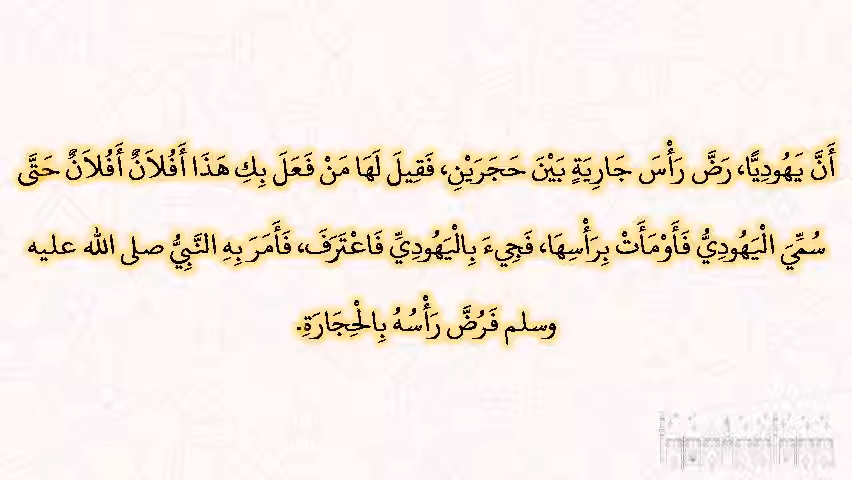 أَنَّ يَهُودِيًّا، رَضَّ رَأْسَ جَارِيَةٍ بَيْنَ حَجَرَيْنِ، فَقِيلَ لَهَا مَنْ فَعَلَ بِكِ هَذَا أَفُلاَنٌ أَفُلاَنٌ حَتَّى
سُمِّيَ الْيَهُودِيُّ فَأَوْمَأَتْ بِرَأْسِهَا، فَجِيءَ بِالْيَهُودِيِّ فَاعْتَرَفَ، فَأَمَرَ بِهِ النَّبِيُّ صلى الله عليه
وسلم فَرُضَّ رَأْسُهُ بِالْحِجَارَةِ.